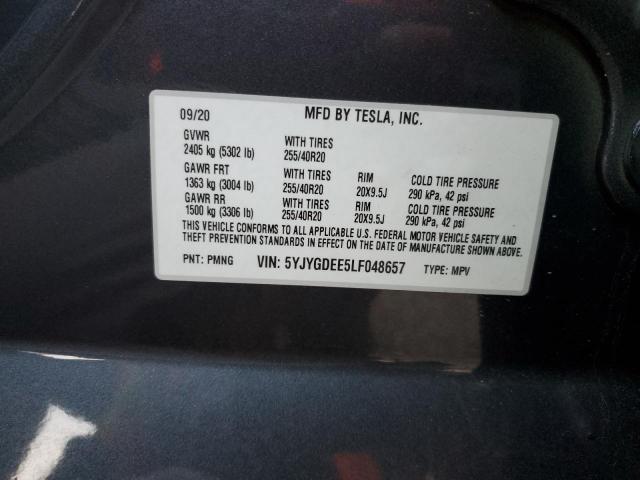 09/20 MFD BY TESLA, INC.
GVWR
2405 kg (5302 lb) WITH TIRES 255/40R20
GAWR FRT WITH TIRES RIM COLD TIRE PRESSURE
1363 kg (3004 lb) 255/40R20 20X9.5J 290 kPa, 42 psi
GAWR RR WITH TIRES RIM COLD TIRE PRESSURE
1500 kg (3306 lb) 255/40R20 20X9.5J 290 kPa, 42 psi
THIS VEHICLE CONFORMS TO ALL APPLICABLE U.S. FEDERAL MOTOR VEHICLE SAFETY AND
THEFT PREVENTION STANDARDS IN EFFECT ON THE DATE OF MANUFACTURE SHOWN ABOVE.
PNT: PMNG VIN: 5YJYGDEE5LF048657 TYPE: MPV